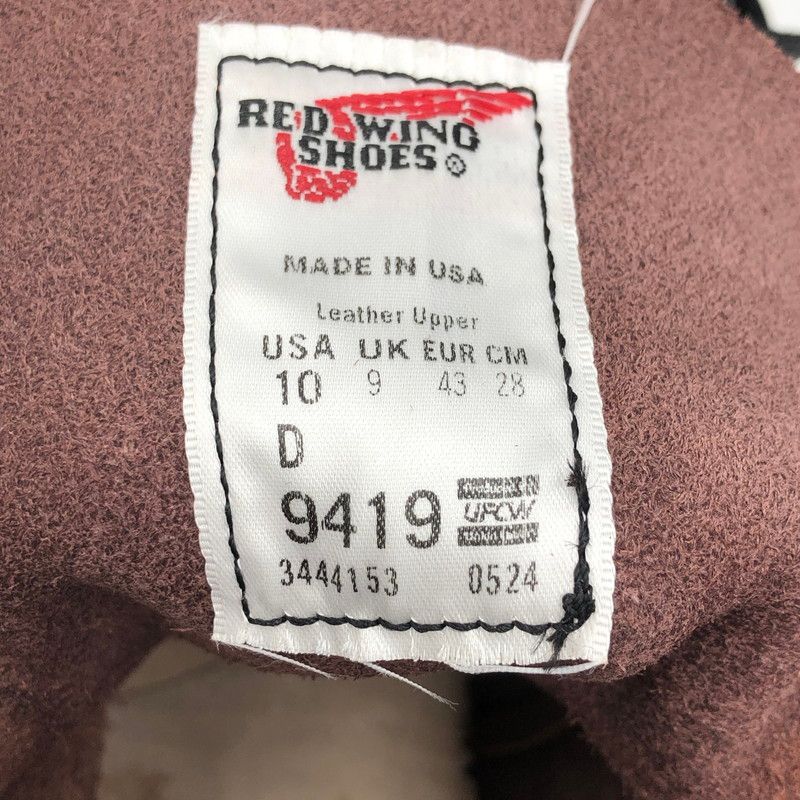 RED WING
SHOES®
MADE IN USA
Leather Upper
USA UK EUR CM
10 9 43 28
D
9419 UFCW
3444153 0524